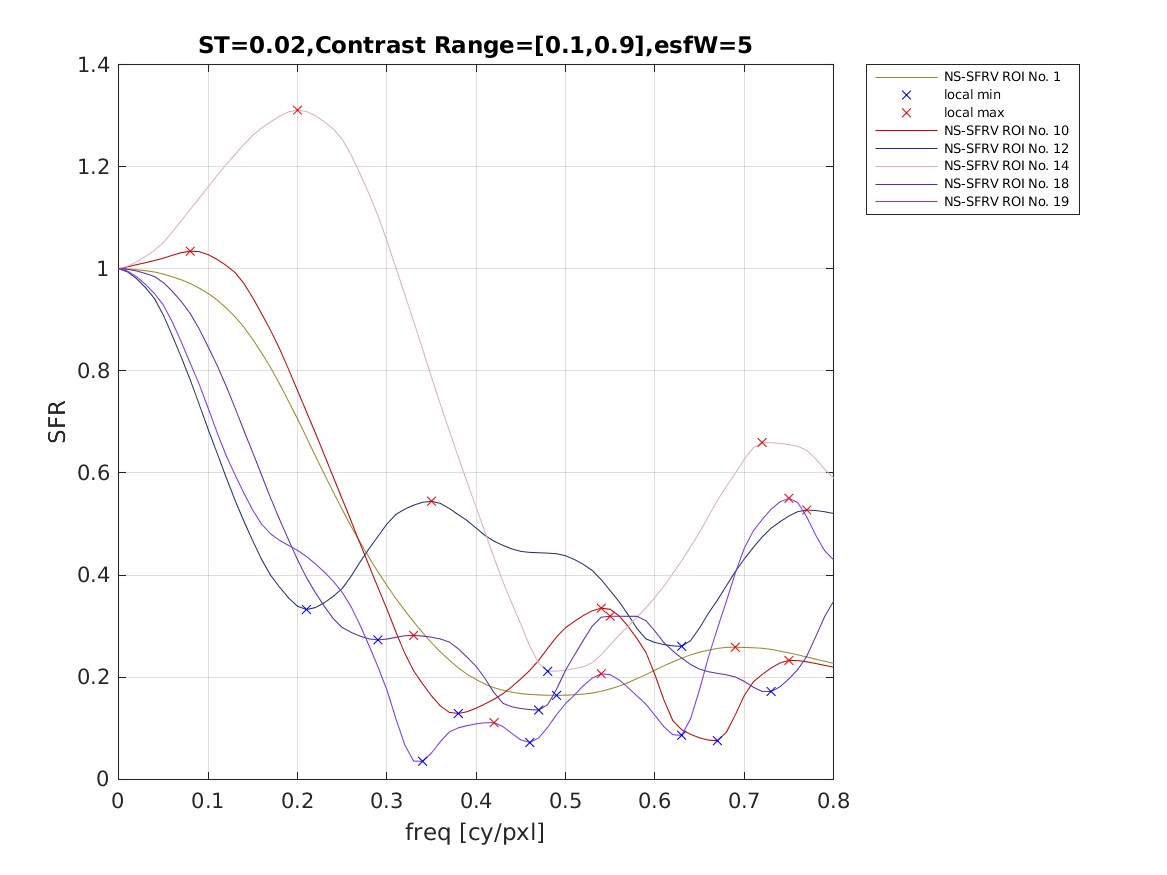 ST=0.02,Contrast Range=[0.1,0.9],esfW=5
1.4
1.2
1
0.8
0.6
0.4
0.2
0
SFR
0
0.1
0.2
0.3
0.4
0.5
0.6
0.7
0.8
freq [cy/pxl]
NS-SFRV ROI No. 1
local min
local max
NS-SFRV ROI No. 10
NS-SFRV ROI No. 12
NS-SFRV ROI No. 14
NS-SFRV ROI No. 18
NS-SFRV ROI No. 19